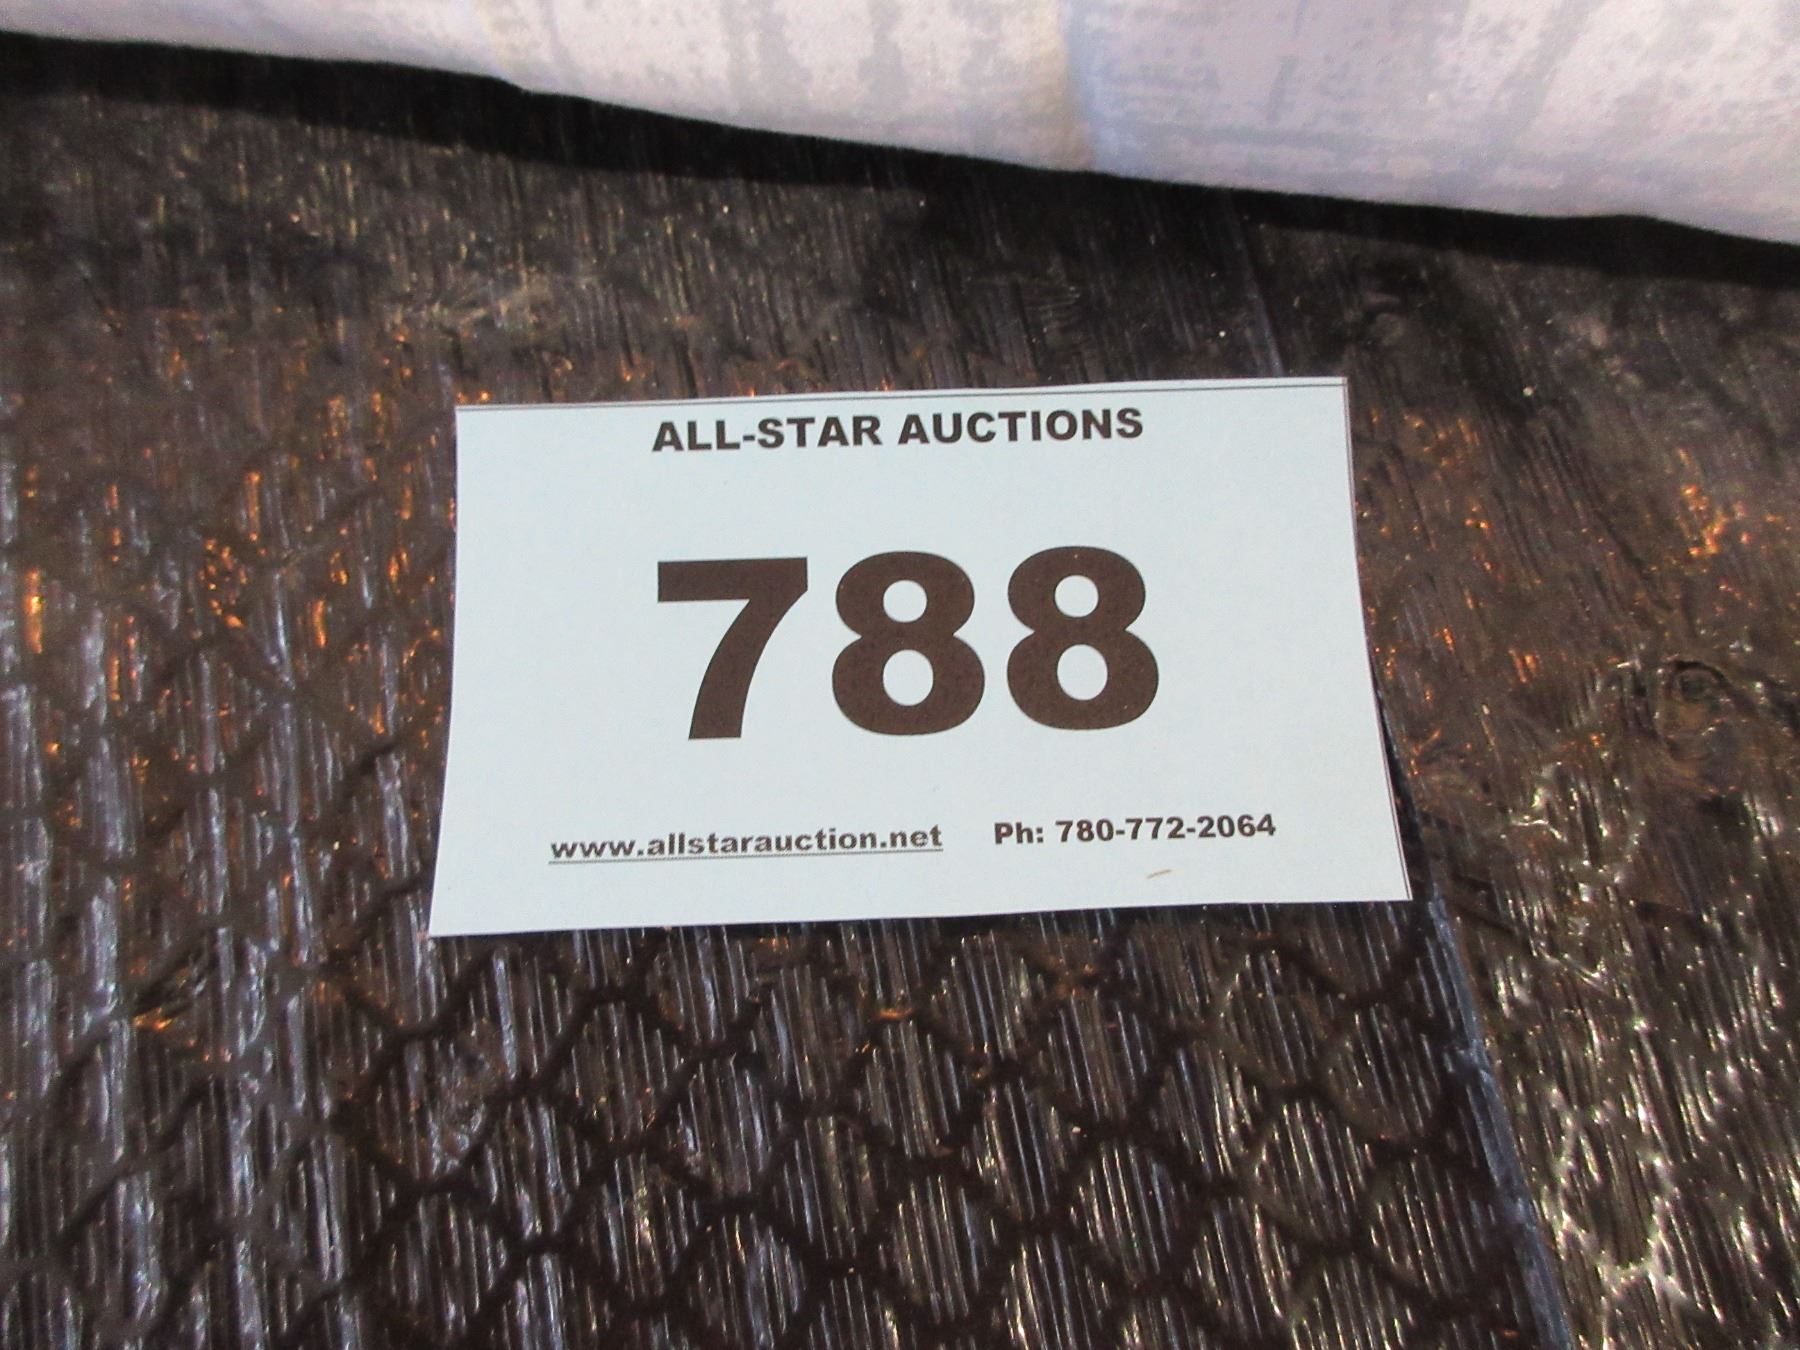 ALL-STAR AUCTIONS
788
www.allstarauction.net Ph: 780-772-2064